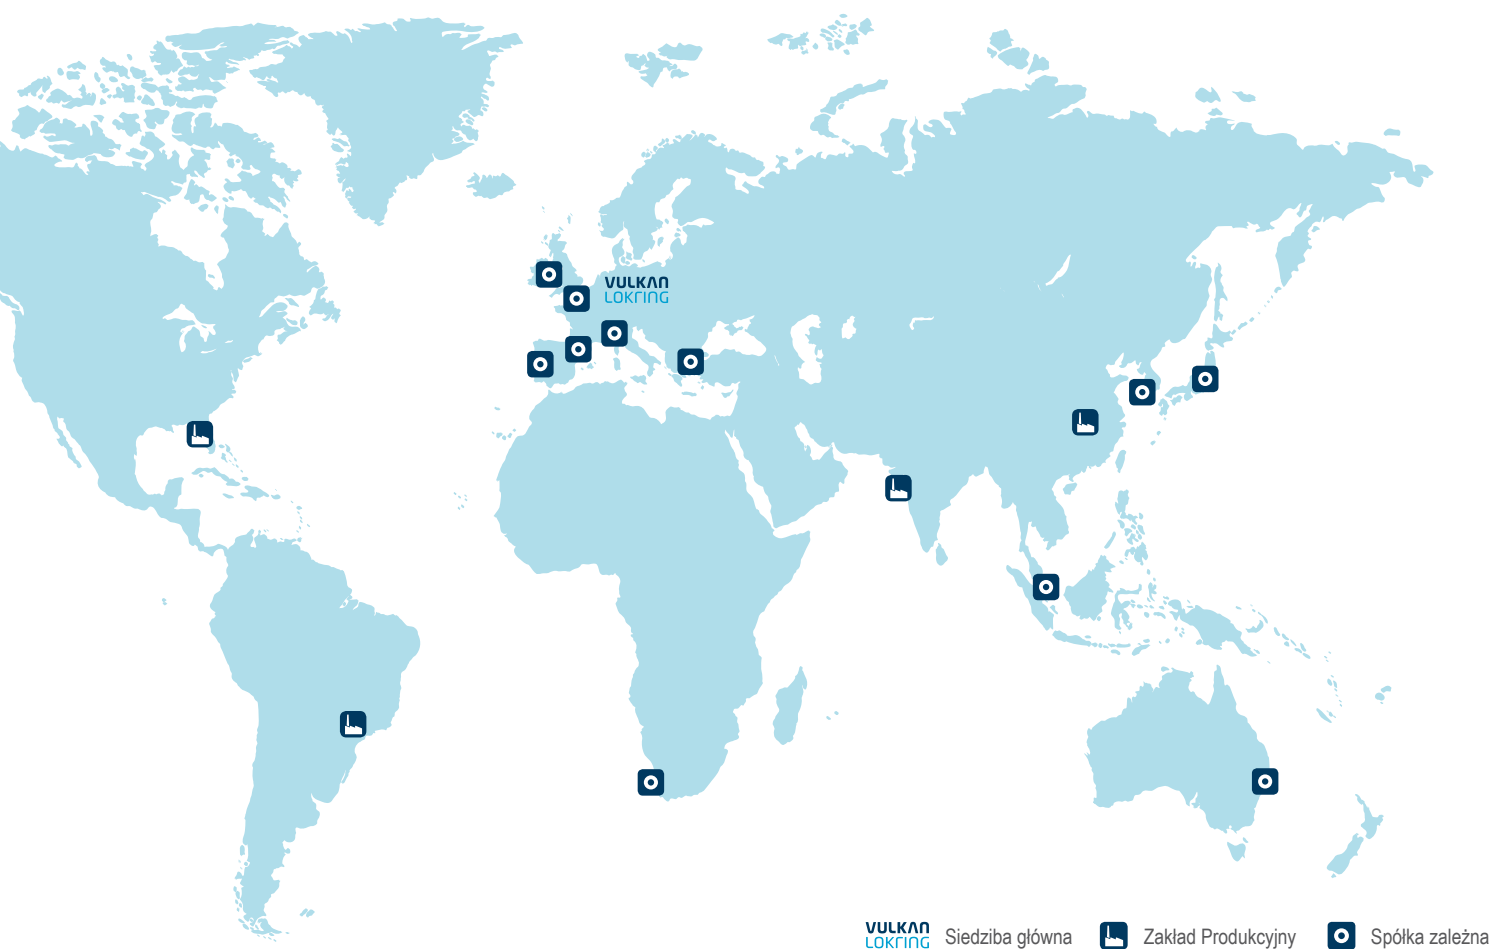 VULKAN
LOKRING
VULKAN
LOKRING
Siedziba główna
Zakład Produkcyjny
Spółka zależna